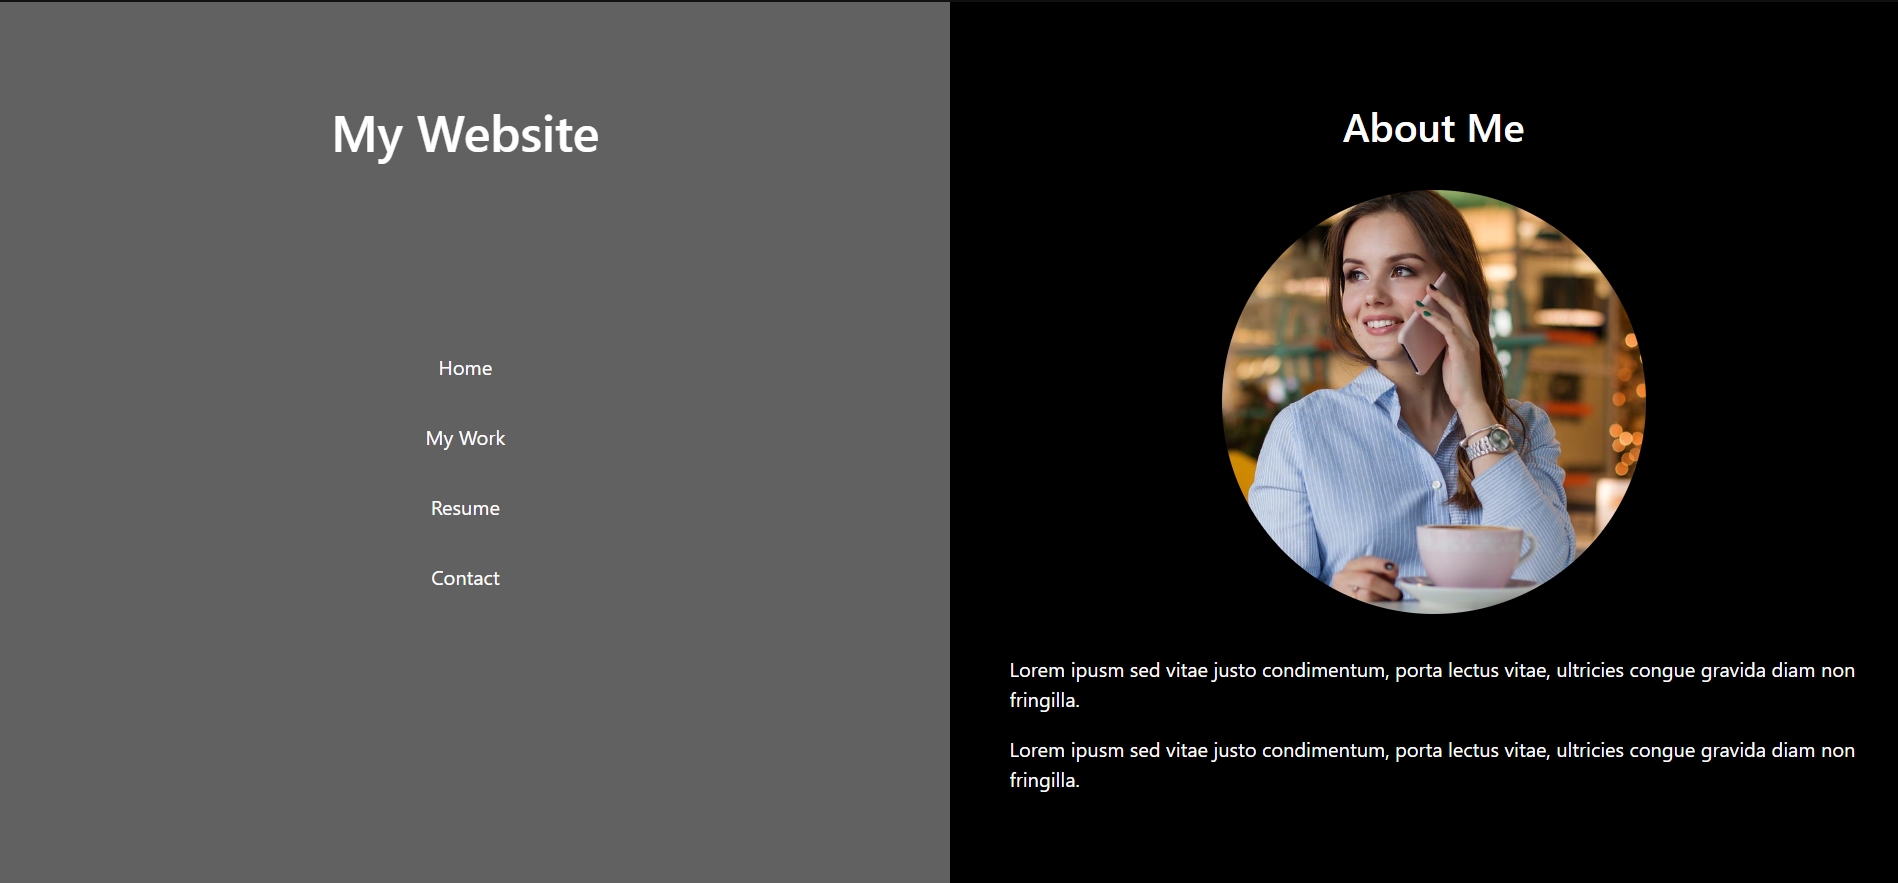 My Website
Home
My Work
Resume
Contact
About Me
Lorem ipusm sed vitae justo condimentum, porta lectus vitae, ultricies congue gravida diam non
fringilla.
Lorem ipusm sed vitae justo condimentum, porta lectus vitae, ultricies congue gravida diam non
fringilla.